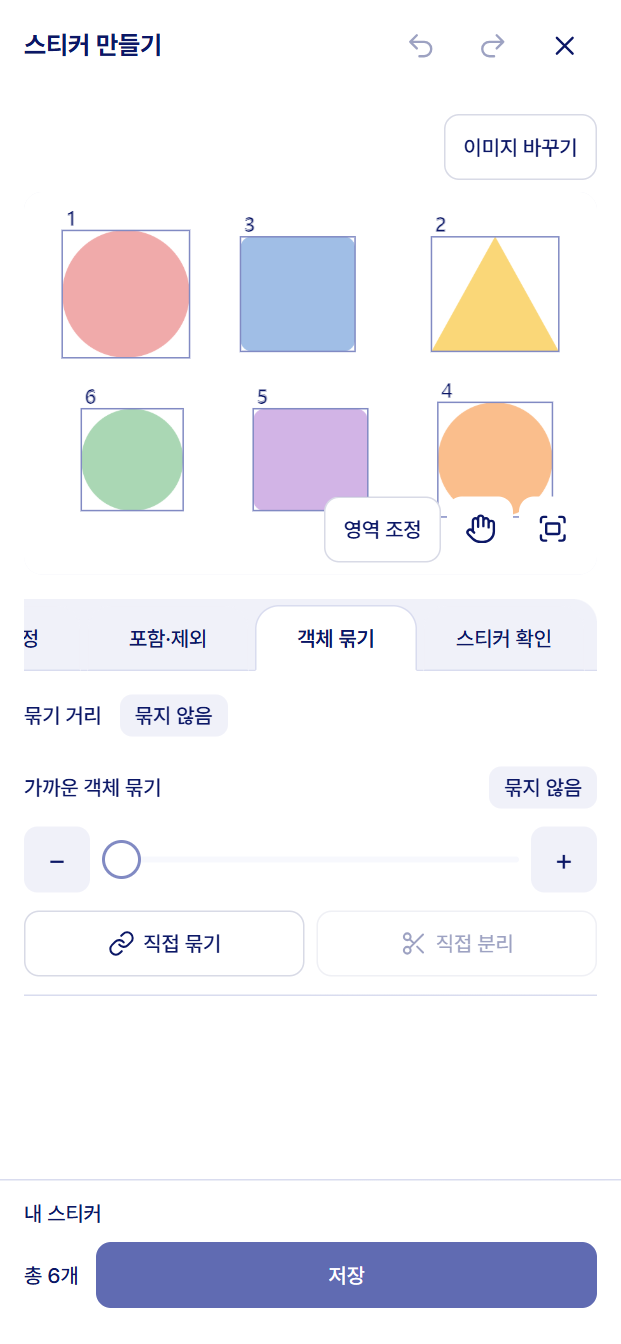 스티커 만들기
이미지 바꾸기
1 3 2
6 5 4
영역 조정
정 포함·제외 객체 묶기 스티커 확인
묶기 거리 묶지 않음
가까운 객체 묶기 묶지 않음
− +
직접 묶기 직접 분리
내 스티커
총 6개 저장